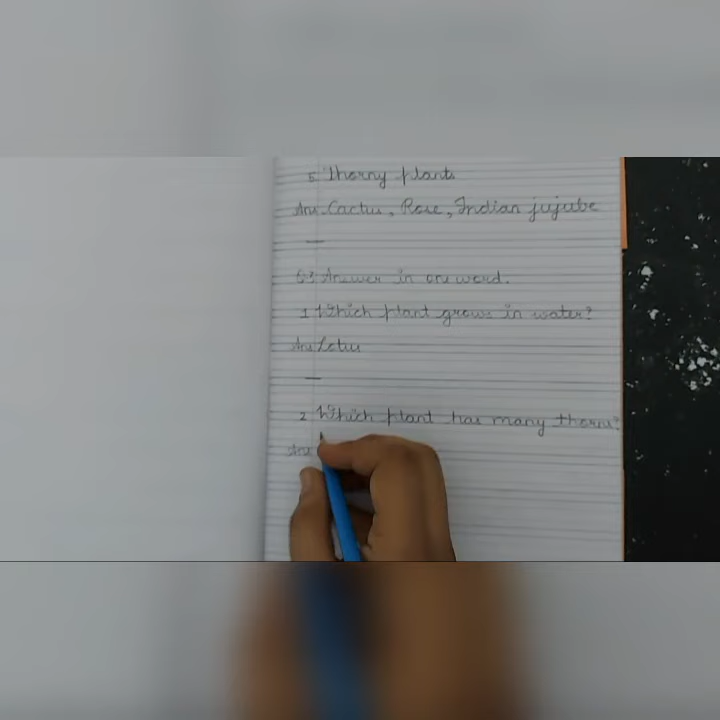 5. Thorny plants
Ans. Cactus, Rose, Indian jujube
Q3 Answer in one word.
1 Which plant grows in water?
Ans Lotus
2 Which plant has many thorns?
Ans